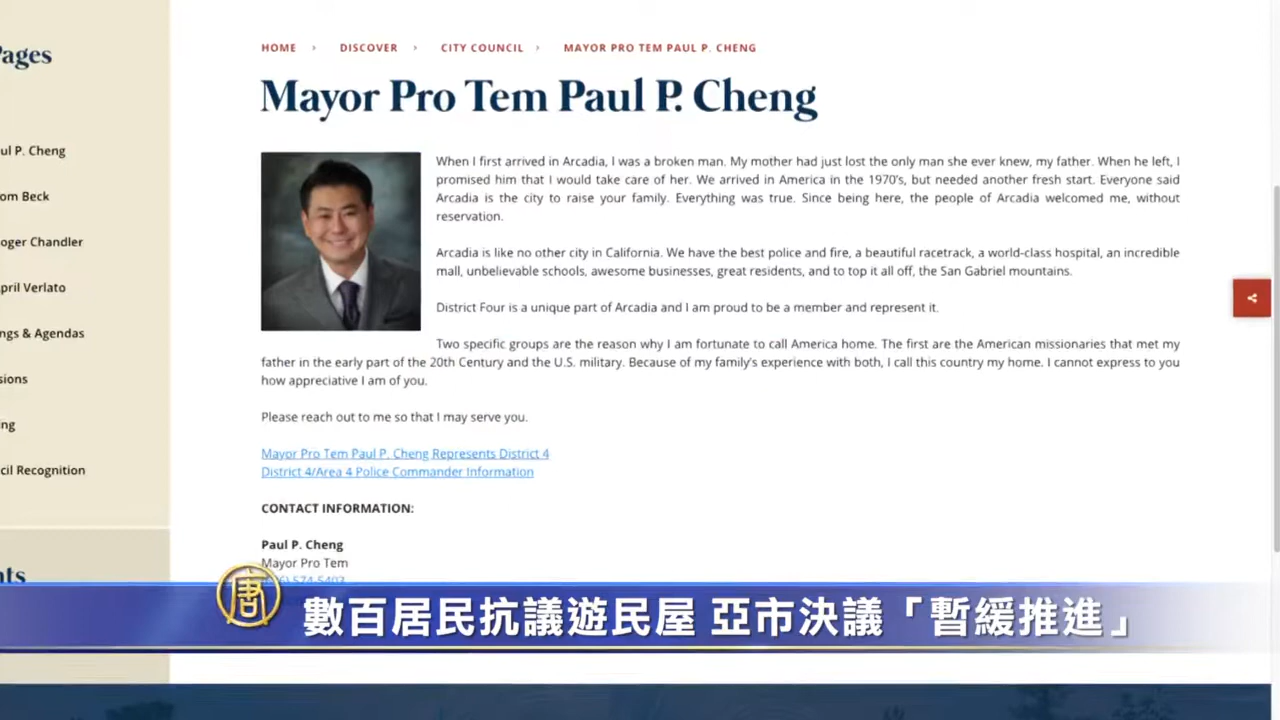 ages
HOME › DISCOVER › CITY COUNCIL › MAYOR PRO TEM PAUL P. CHENG
Mayor Pro Tem Paul P. Cheng
ul P. Cheng
om Beck
oger Chandler
pril Verlato
ngs & Agendas
sions
ng
cil Recognition
nts
When I first arrived in Arcadia, I was a broken man. My mother had just lost the only man she ever knew, my father. When he left, I
promised him that I would take care of her. We arrived in America in the 1970's, but needed another fresh start. Everyone said
Arcadia is the city to raise your family. Everything was true. Since being here, the people of Arcadia welcomed me, without
reservation.
Arcadia is like no other city in California. We have the best police and fire, a beautiful racetrack, a world-class hospital, an incredible
mall, unbelievable schools, awesome businesses, great residents, and to top it all off, the San Gabriel mountains.
District Four is a unique part of Arcadia and I am proud to be a member and represent it.
Two specific groups are the reason why I am fortunate to call America home. The first are the American missionaries that met my
father in the early part of the 20th Century and the U.S. military. Because of my family's experience with both, I call this country my home. I cannot express to you
how appreciative I am of you.
Please reach out to me so that I may serve you.
Mayor Pro Tem Paul P. Cheng Represents District 4
District 4/Area 4 Police Commander Information
CONTACT INFORMATION:
Paul P. Cheng
Mayor Pro Tem
唐
數百居民抗議遊民屋 亞市決議「暫緩推進」